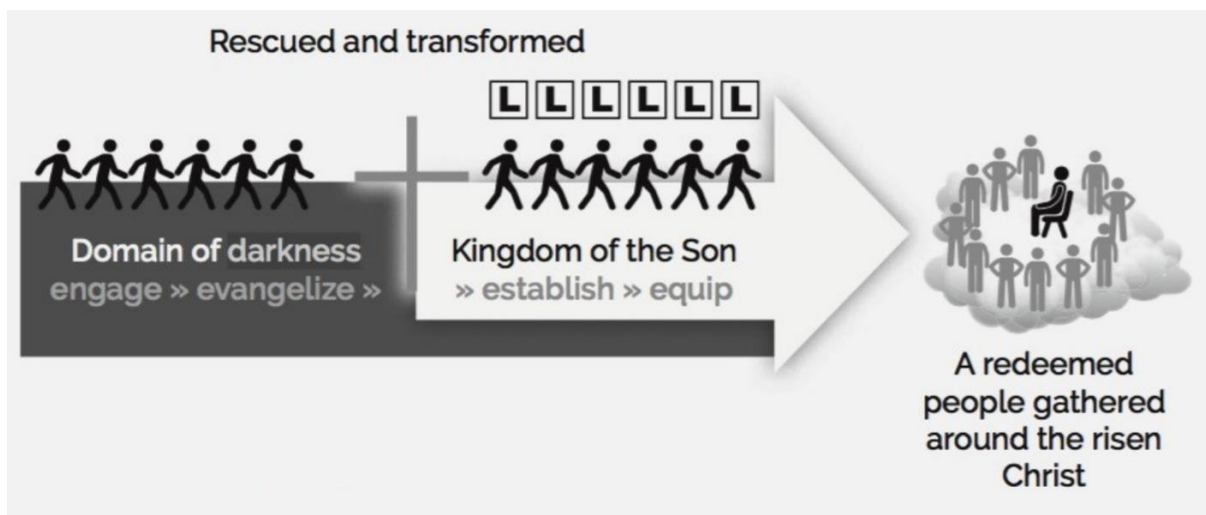 Rescued and transformed
L L L L L L
Domain of darkness
engage » evangelize »
Kingdom of the Son
» establish » equip
A redeemed
people gathered
around the risen
Christ